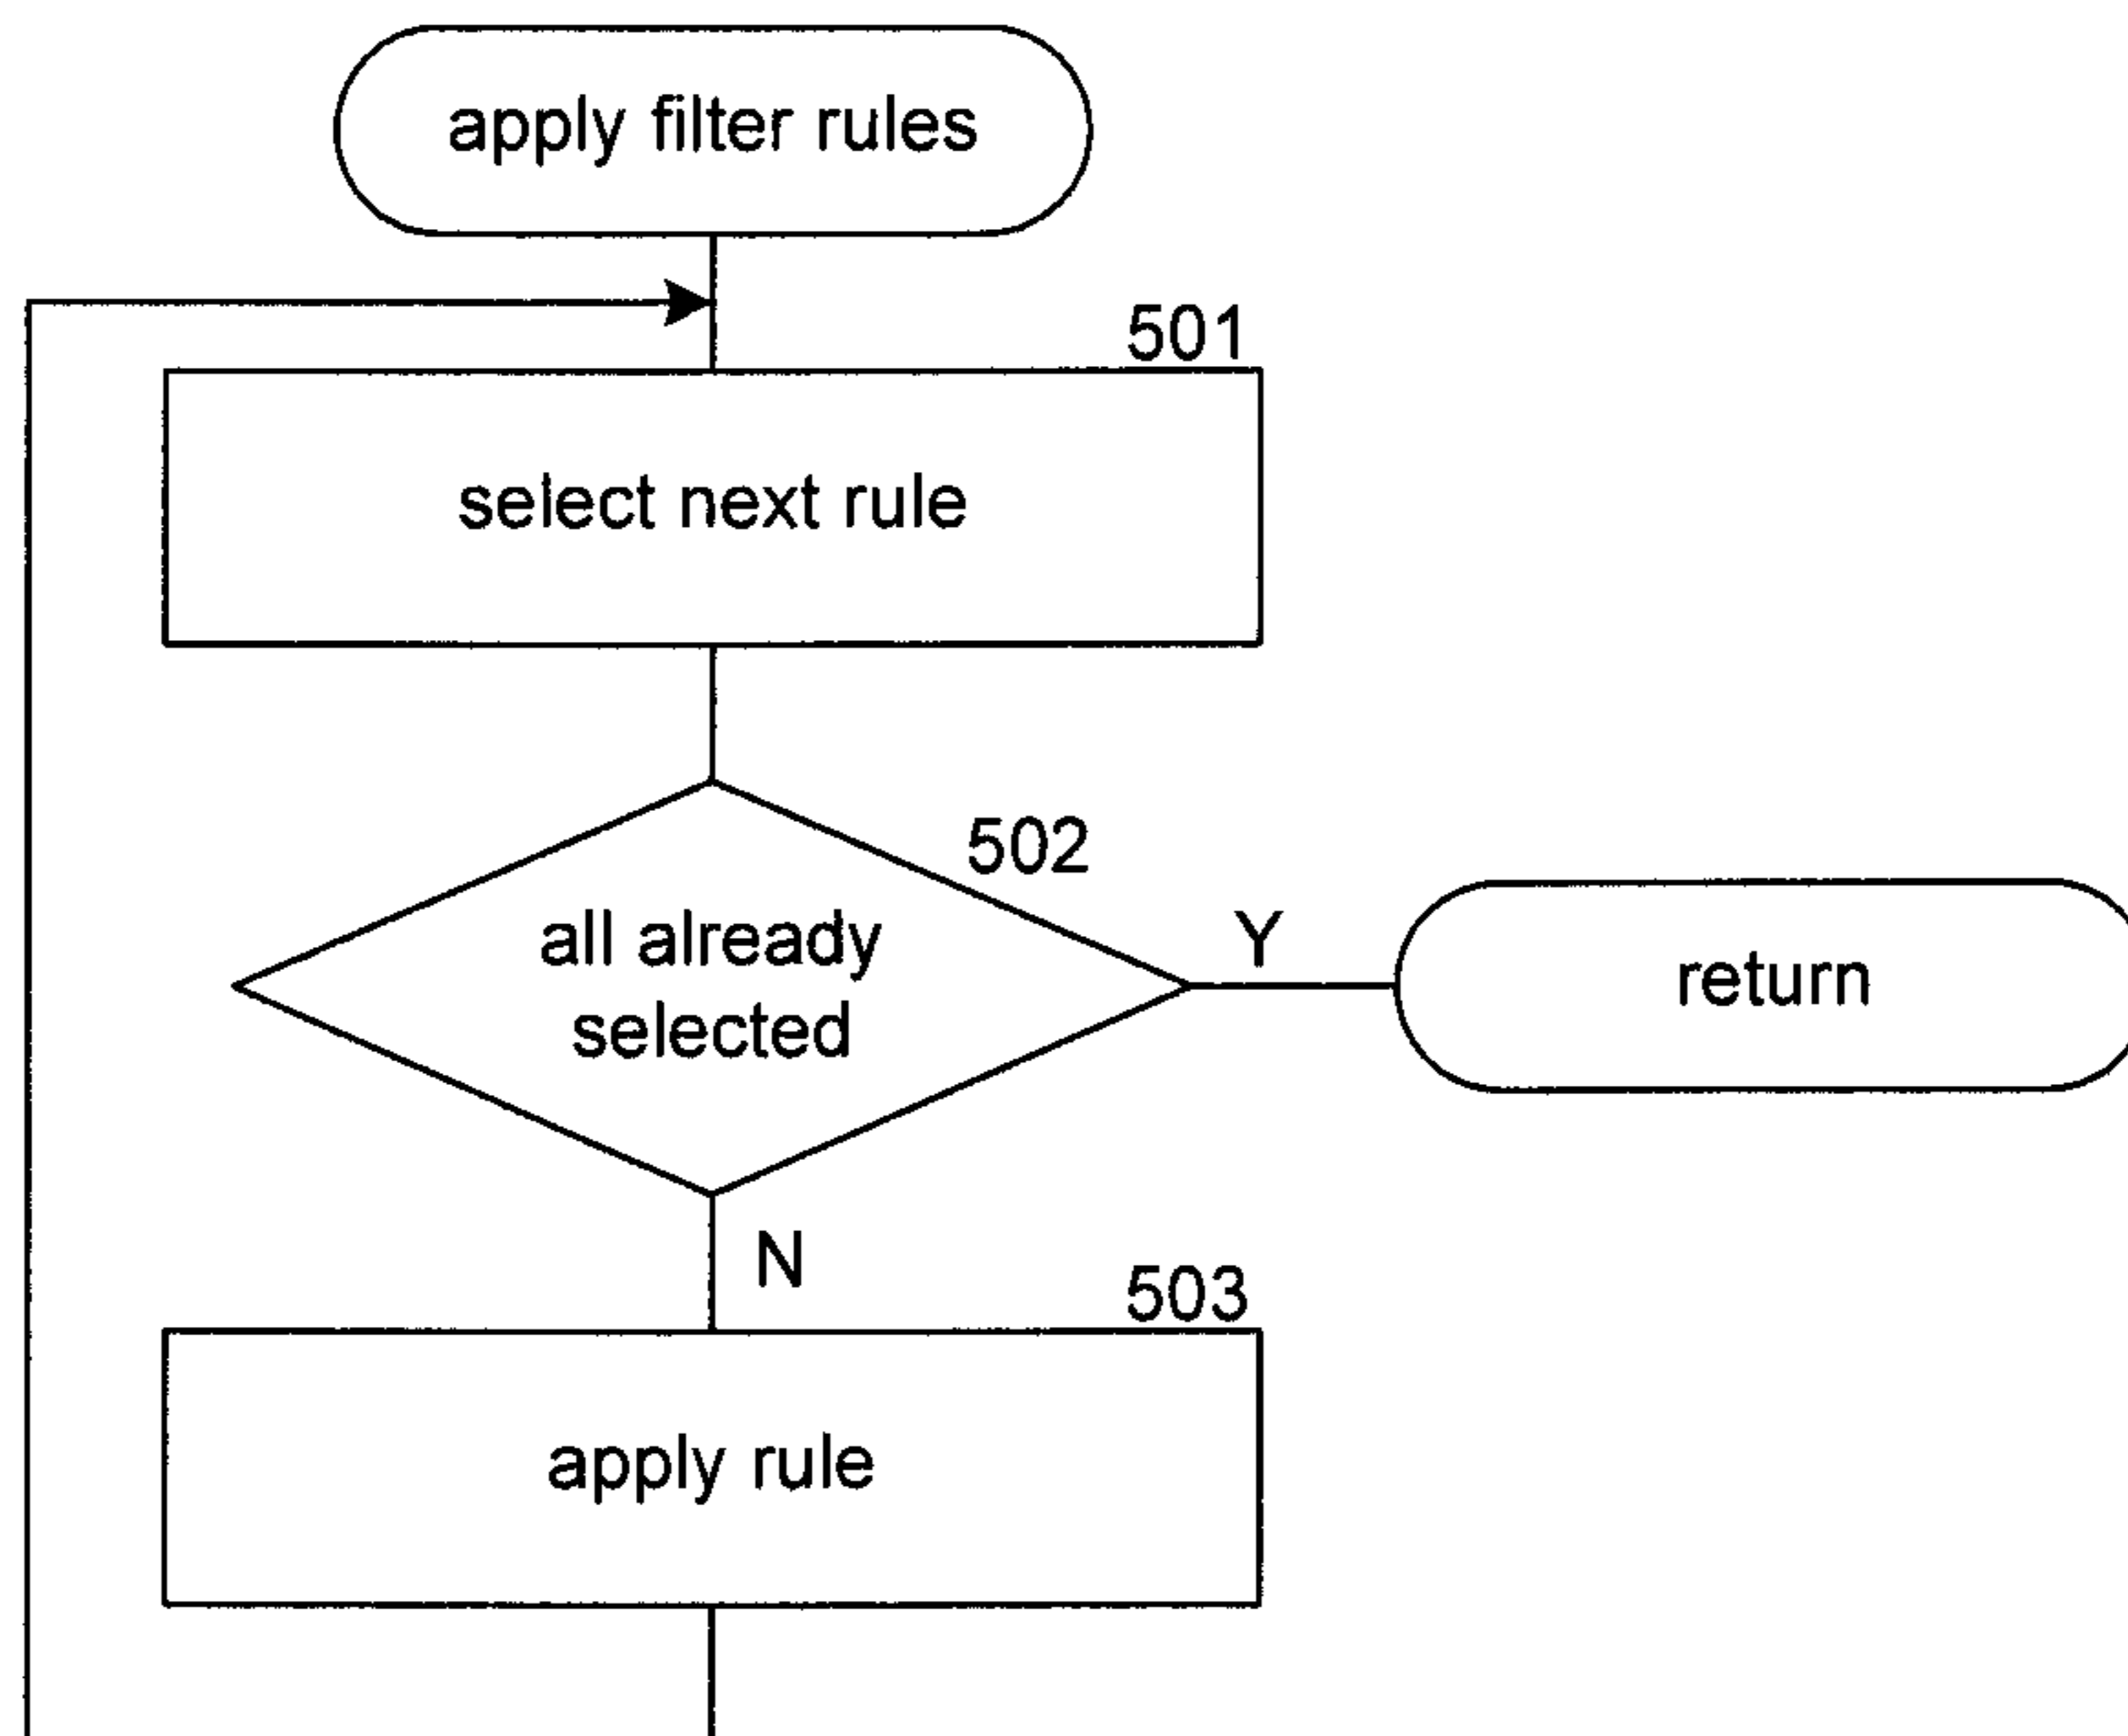 apply filter rules
501
select next rule
502
all already
selected
Y
return
N
503
apply rule